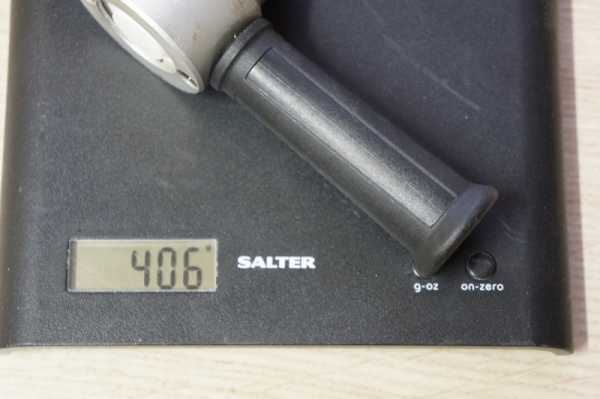 406
SALTER
g-oz
on-zero